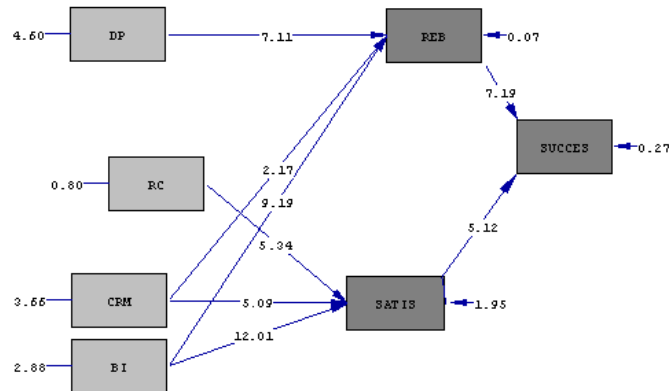 4.60 DP 7.11 REB 0.07
7.19
SUCCES 0.27
2.17
0.80 RC
9.19
5.34
5.12
3.66 CRM 5.09 SATIS 1.95
12.01
2.88 BI